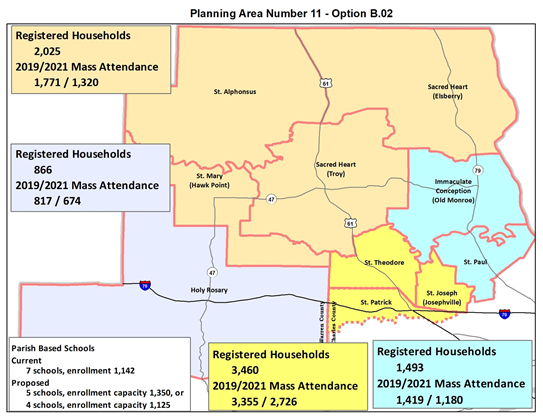 Planning Area Number 11 - Option B.02
Registered Households
2,025
2019/2021 Mass Attendance
1,771 / 1,320
61
St. Alphonsus
Sacred Heart
(Elsberry)
Registered Households
866
2019/2021 Mass Attendance
817 / 674
St. Mary
(Hawk Point)
Sacred Heart
(Troy)
79
Immaculate
Conception
(Old Monroe)
47
61
St. Theodore
St. Paul
47
70
Holy Rosary
St. Patrick
St. Joseph
(Josephville)
70
Warren County
Charles County
Parish Based Schools
Current
7 schools, enrollment 1,142
Proposed
5 schools, enrollment capacity 1,350, or
4 schools, enrollment capacity 1,125
Registered Households
3,460
2019/2021 Mass Attendance
3,355 / 2,726
Registered Households
1,493
2019/2021 Mass Attendance
1,419 / 1,180